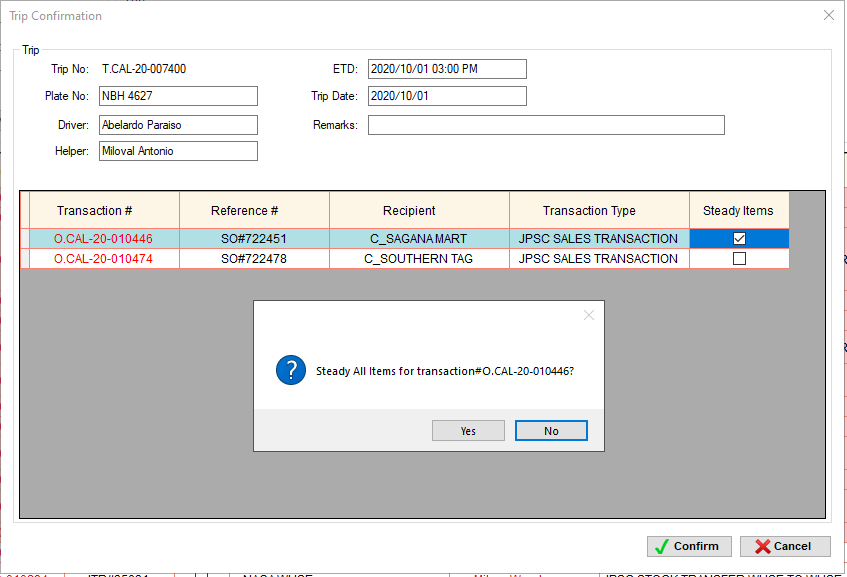 Trip Confirmation
Trip
Trip No: T.CAL-20-007400 ETD: 2020/10/01 03:00 PM
Plate No: NBH 4627 Trip Date: 2020/10/01
Driver: Abelardo Paraiso Remarks:
Helper: Miloval Antonio
Transaction # Reference # Recipient Transaction Type Steady Items
O.CAL-20-010446 SO#722451 C_SAGANA MART JPSC SALES TRANSACTION
O.CAL-20-010474 SO#722478 C_SOUTHERN TAG JPSC SALES TRANSACTION
Steady All Items for transaction#O.CAL-20-010446?
Yes No
Confirm Cancel